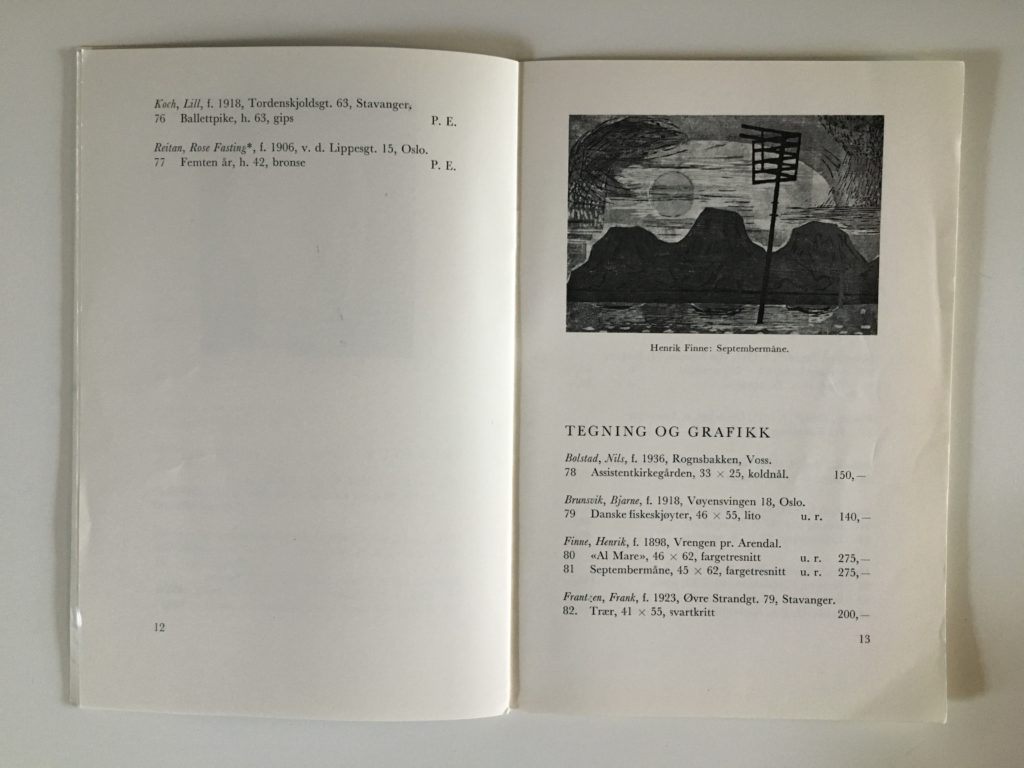 Koch, Lill, f. 1918, Tordenskjoldsgt. 63, Stavanger,
76 Ballettpike, h. 63, gips P. E.
Reitan, Rose Fasting*, f. 1906, v. d. Lippesgt. 15, Oslo.
77 Femten år, h. 42, bronse P. E.
12
Henrik Finne: Septembermåne.
TEGNING OG GRAFIKK
Bolstad, Nils, f. 1936, Rognsbakken, Voss.
78 Assistentkirkegården, 33 × 25, koldnål. 150,—
Brunsvik, Bjarne, f. 1918, Vøyensvingen 18, Oslo.
79 Danske fiskeskjøyter, 46 × 55, lito u. r. 140,—
Finne, Henrik, f. 1898, Vrengen pr. Arendal.
80 «Al Mare», 46 × 62, fargetresnitt u. r. 275,—
81 Septembermåne, 45 × 62, fargetresnitt u. r. 275,—
Frantzen, Frank, f. 1923, Øvre Strandgt. 79, Stavanger.
82. Trær, 41 × 55, svartkritt 200,—
13